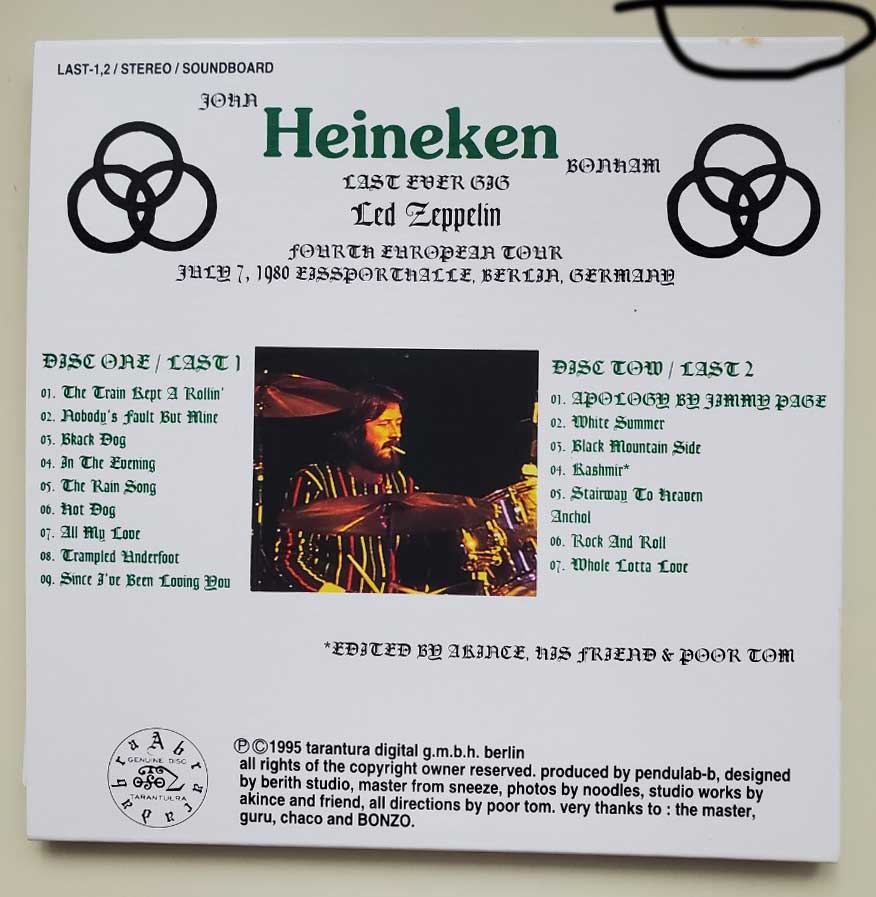 LAST-1,2 / STEREO / SOUNDBOARD
JOHN
Heineken
BONHAM
LAST EVER GIG
Led Zeppelin
FOURTH EUROPEAN TOUR
JULY 7, 1980 EISSPORTHALLE, BERLIN, GERMANY
DISC ONE / LAST 1
01. The Train Kept A Rollin'
02. Nobody's Fault But Mine
03. Bkack Dog
04. In The Evening
05. The Rain Song
06. Hot Dog
07. All My Love
08. Trampled Underfoot
09. Since I've Been Loving You
DISC TOW / LAST 2
01. APOLOGY BY JIMMY PAGE
02. White Summer
03. Black Mountain Side
04. Kashmir*
05. Stairway To Heaven
Anchol
06. Rock And Roll
07. Whole Lotta Love
*EDITED BY AKINCE, HIS FRIEND & POOR TOM
GENUINE DISC
TARANTURA
℗©1995 tarantura digital g.m.b.h. berlin
all rights of the copyright owner reserved. produced by pendulab-b, designed
by berith studio, master from sneeze, photos by noodles, studio works by
akince and friend, all directions by poor tom. very thanks to : the master,
guru, chaco and BONZO.